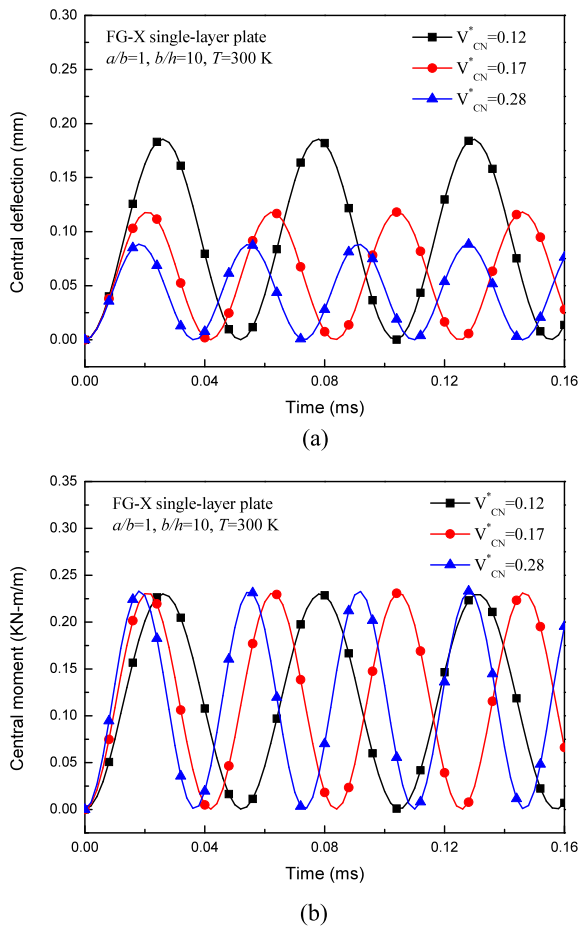 (a)
0.30
0.25
0.20
0.15
0.10
0.05
0.00
Central deflection (mm)
FG-X single-layer plate
a/b=1, b/h=10, T=300 K
V*CN=0.12
V*CN=0.17
V*CN=0.28
0.00 0.04 0.08 0.12 0.16
Time (ms)
(a)
0.35
0.30
0.25
0.20
0.15
0.10
0.05
0.00
Central moment (KN-m/m)
FG-X single-layer plate
a/b=1, b/h=10, T=300 K
V*CN=0.12
V*CN=0.17
V*CN=0.28
0.00 0.04 0.08 0.12 0.16
Time (ms)
(b)